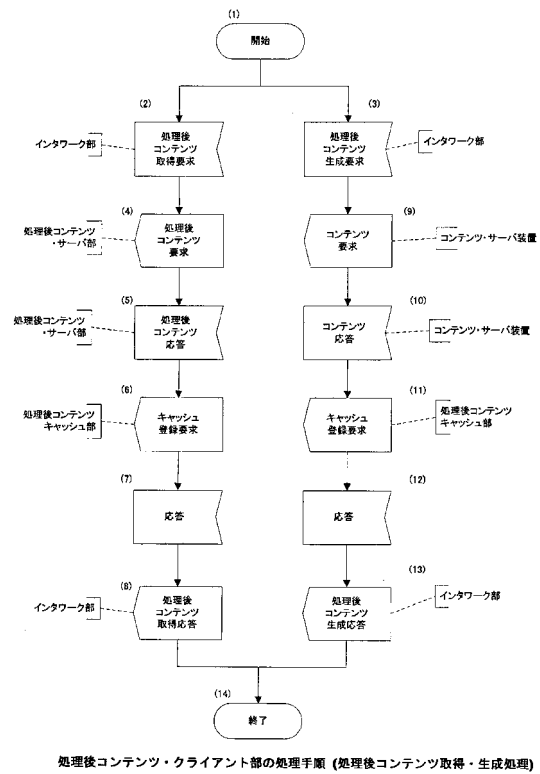 (1)
開始
(2)
(3)
インタワーク部
処理後
コンテンツ
取得要求
処理後
コンテンツ
生成要求
インタワーク部
(4)
(9)
処理後コンテンツ
・サーバ部
処理後
コンテンツ
要求
コンテンツ
要求
コンテンツ・サーバ装置
(5)
(10)
処理後コンテンツ
・サーバ部
処理後
コンテンツ
応答
コンテンツ
応答
コンテンツ・サーバ装置
(6)
(11)
処理後コンテンツ
キャッシュ部
キャッシュ
登録要求
キャッシュ
登録要求
処理後コンテンツ
キャッシュ部
(7)
(12)
応答
応答
(8)
(13)
インタワーク部
処理後
コンテンツ
取得応答
処理後
コンテンツ
生成応答
インタワーク部
(14)
終了
処理後コンテンツ・クライアント部の処理手順 (処理後コンテンツ取得・生成処理)